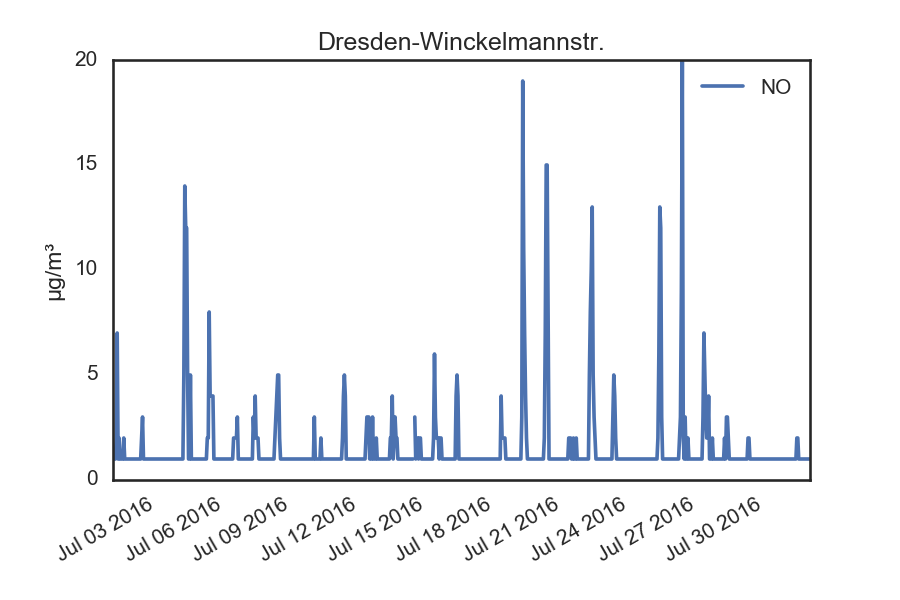 Dresden-Winckelmannstr.
20
15
10
5
0
µg/m³
NO
Jul 03 2016
Jul 06 2016
Jul 09 2016
Jul 12 2016
Jul 15 2016
Jul 18 2016
Jul 21 2016
Jul 24 2016
Jul 27 2016
Jul 30 2016